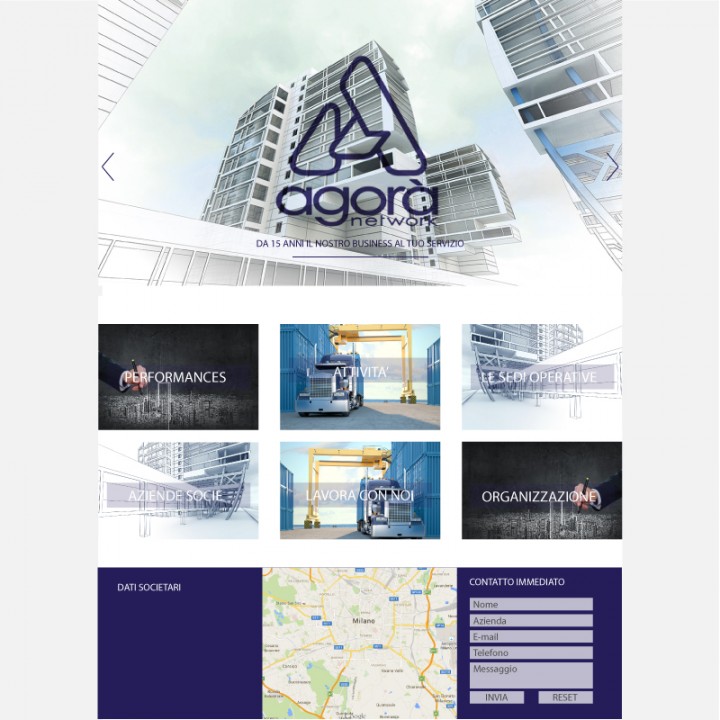 agorà
network
DA 15 ANNI IL NOSTRO BUSINESS AL TUO SERVIZIO
PERFORMANCES
ATTIVITA'
LE SEDI OPERATIVE
AZIENDE SOCIE
LAVORA CON NOI
ORGANIZZAZIONE
DATI SOCIETARI
Milane
CONTATTO IMMEDIATO
Nome
Azienda
E-mail
Telefono
Messaggio
INVIA
RESET